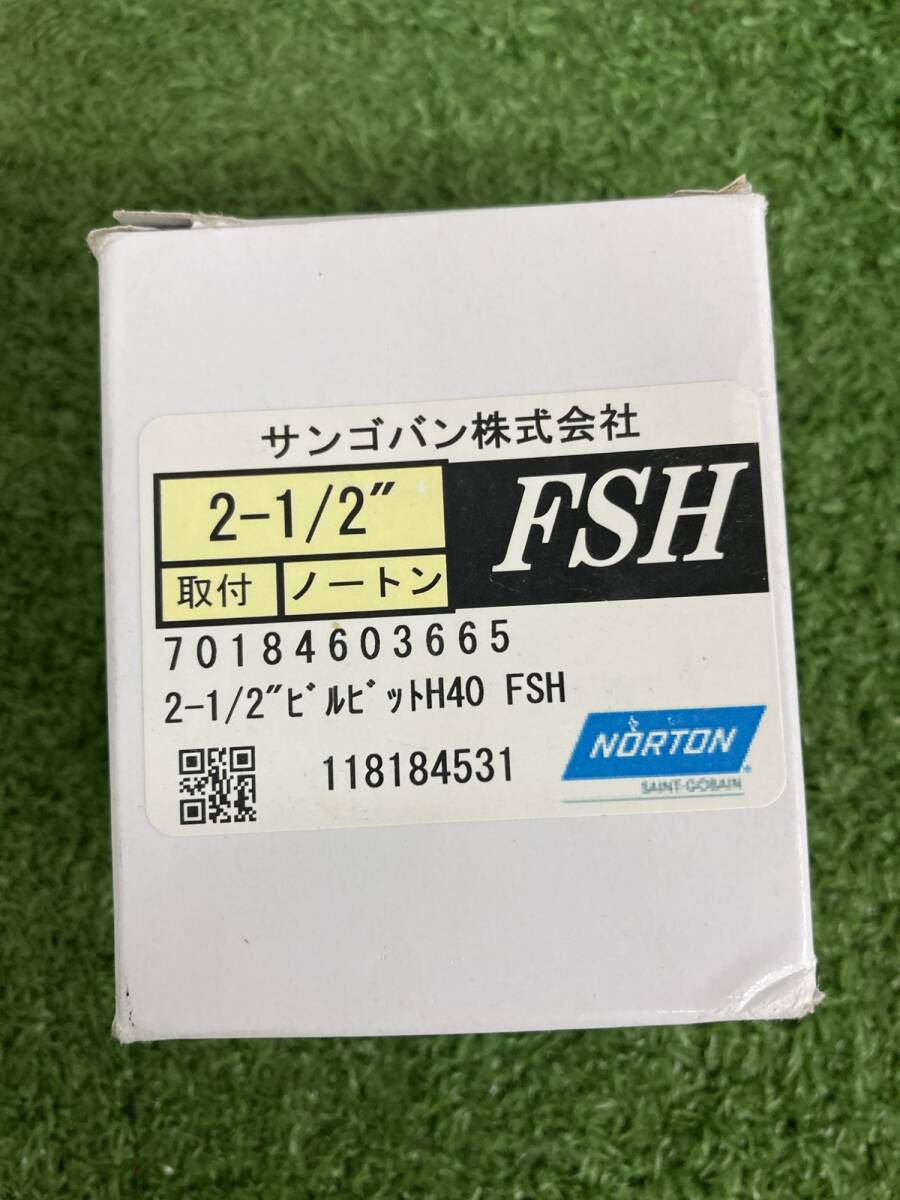 サンゴバン株式会社
2-1/2″
FSH
取付 ノートン
70184603665
2-1/2″ビルビットH40 FSH
118184531
NORTON
SAINT-GOBAIN